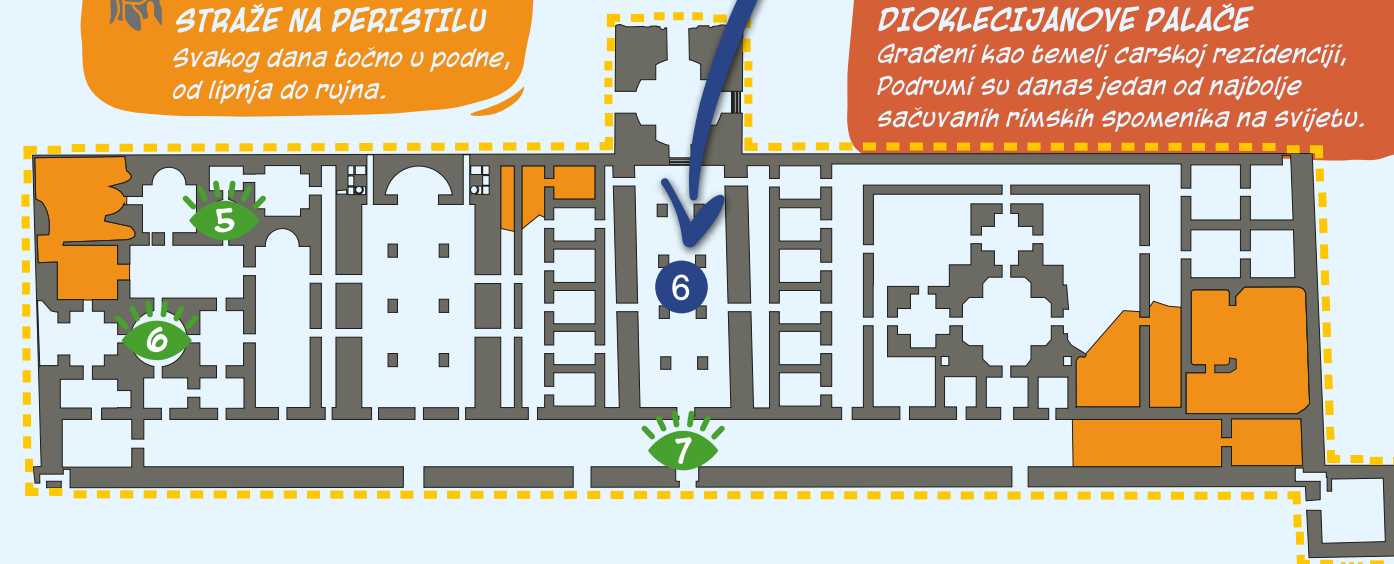 STRAŽE NA PERISTILU
Svakog dana točno u podne,
od lipnja do rujna.
DIOKLECIJANOVE PALAČE
Građeni kao temelj carskoj rezidenciji,
Podrumi su danas jedan od najbolje
sačuvanih rimskih spomenika na svijetu.
5
6
6
7